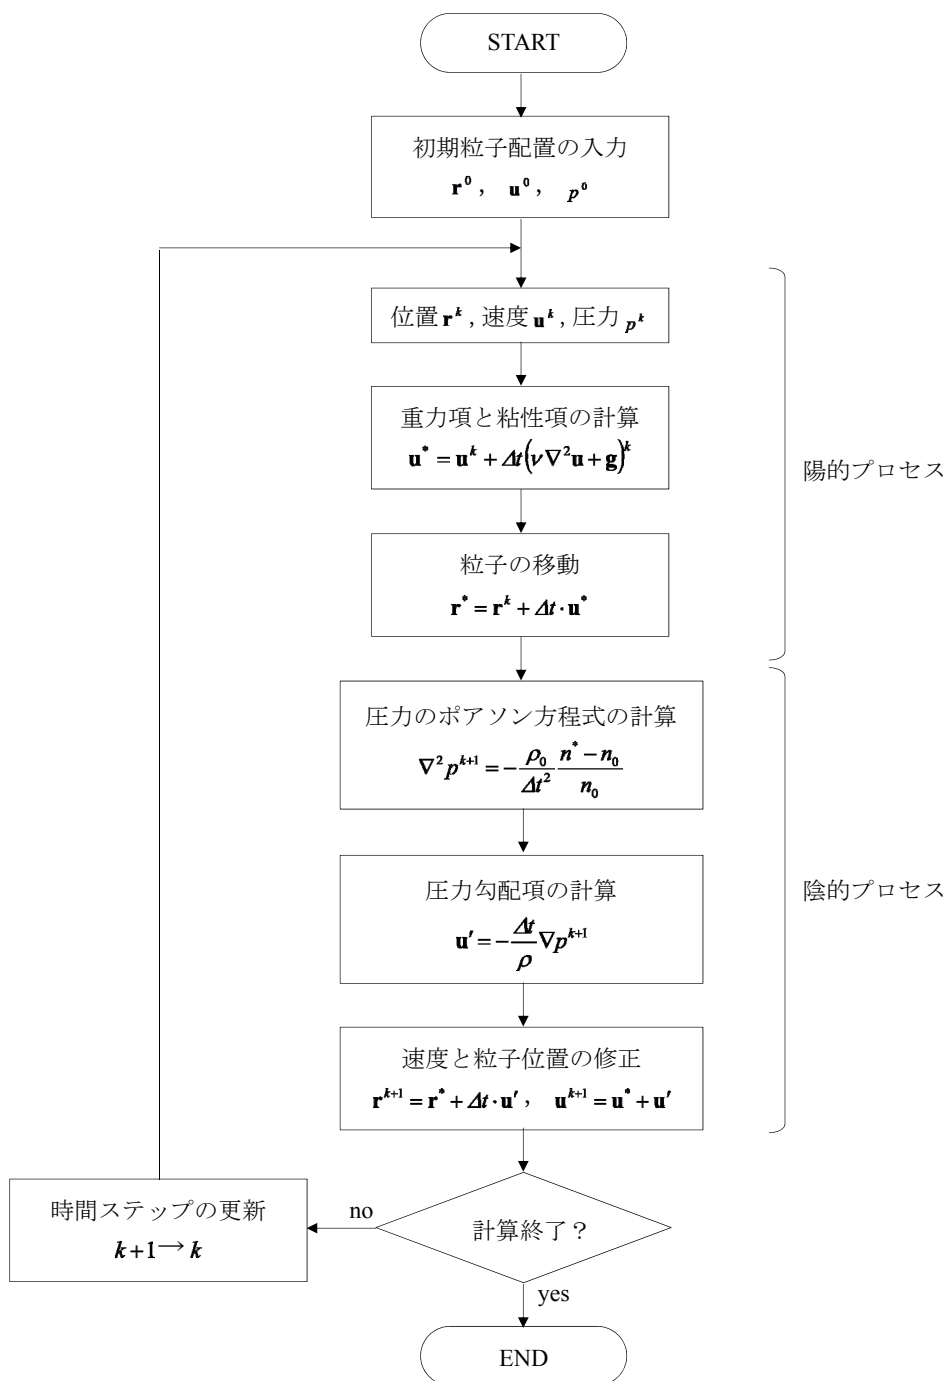 START
初期粒子配置の入力
r⁰ , u⁰ , p⁰
位置 rᵏ , 速度 uᵏ , 圧力 pᵏ
重力項と粘性項の計算
u* = uᵏ + Δt(ν∇²u + g)ᵏ
粒子の移動
r* = rᵏ + Δt · u*
陽的プロセス
圧力のポアソン方程式の計算
∇²pᵏ⁺¹ = −(ρ₀/Δt²) (n* − n₀)/n₀
圧力勾配項の計算
u′ = −(Δt/ρ) ∇pᵏ⁺¹
速度と粒子位置の修正
rᵏ⁺¹ = r* + Δt · u′ , uᵏ⁺¹ = u* + u′
陰的プロセス
計算終了？
no
時間ステップの更新
k+1 → k
yes
END